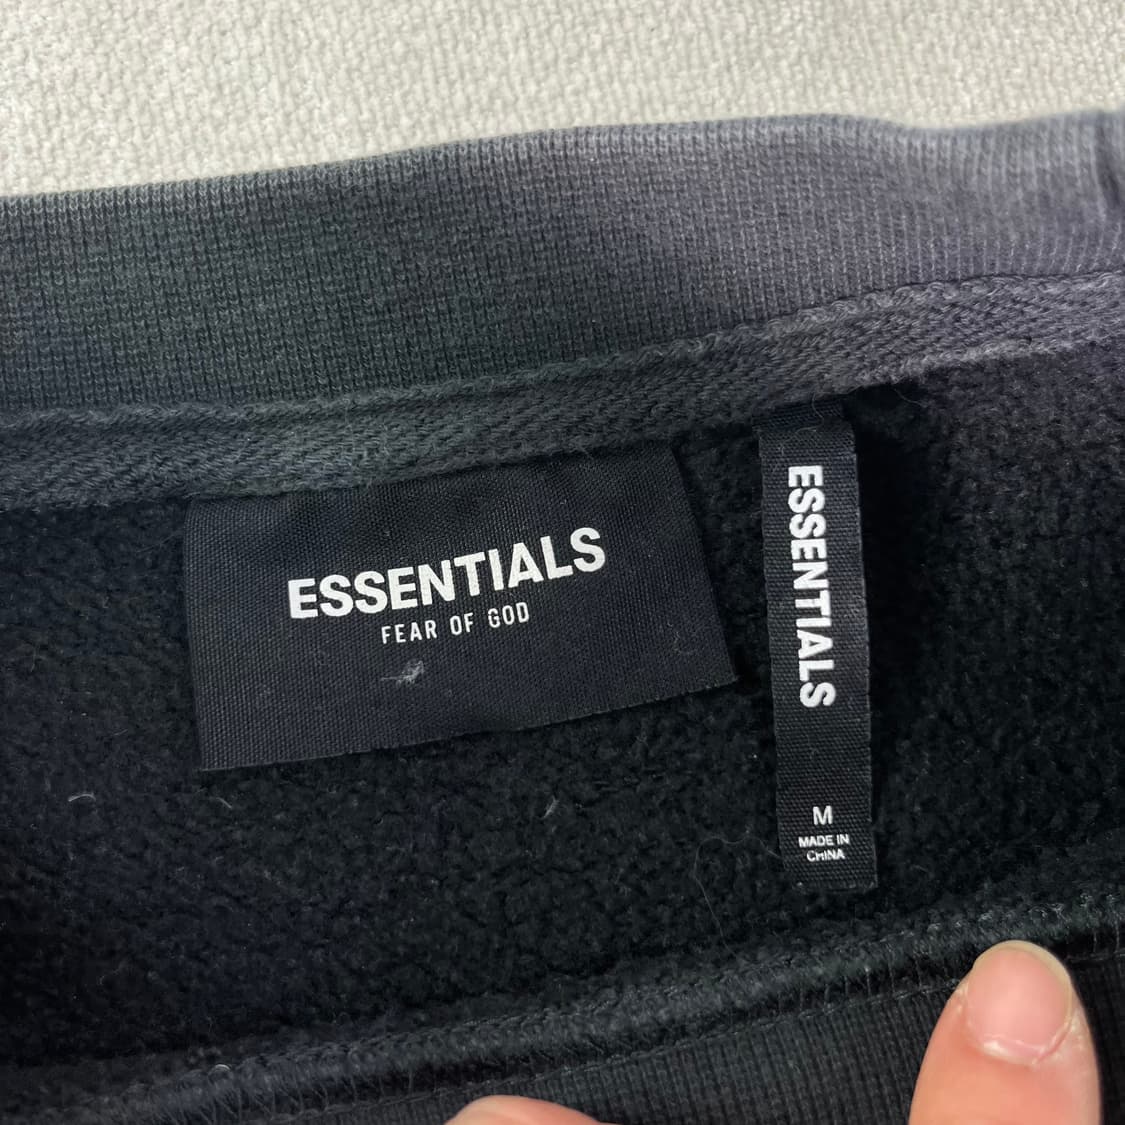 ESSENTIALS
FEAR OF GOD
ESSENTIALS
M
MADE IN
CHINA